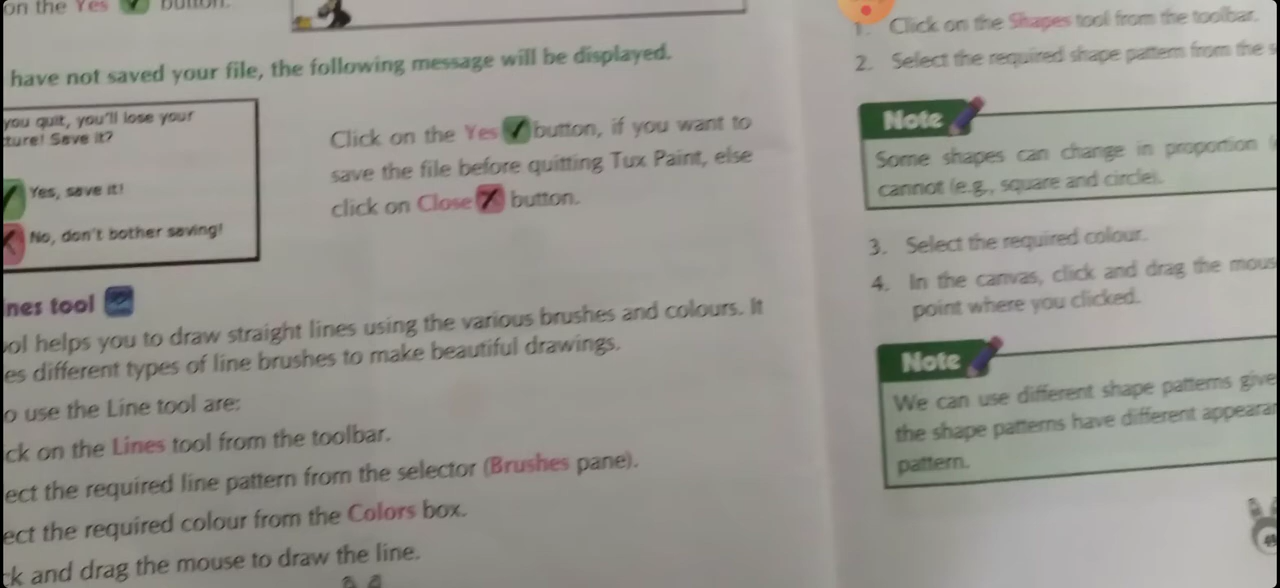 on the Yes button.
have not saved your file, the following message will be displayed.
you quit, you'll lose your
ture! Save it?
Yes, save it!
No, don't bother saving!
Click on the Yes button, if you want to
save the file before quitting Tux Paint, else
click on Close button.
nes tool
ol helps you to draw straight lines using the various brushes and colours. It
es different types of line brushes to make beautiful drawings.
o use the Line tool are:
ck on the Lines tool from the toolbar.
ect the required line pattern from the selector (Brushes pane).
ect the required colour from the Colors box.
k and drag the mouse to draw the line.
1. Click on the Shapes tool from the toolbar.
2. Select the required shape pattern from the s
Note
Some shapes can change in proportion
cannot (e.g., square and circle).
3. Select the required colour.
4. In the canvas, click and drag the mous
point where you clicked.
Note
We can use different shape patterns give
the shape patterns have different appeara
pattern.